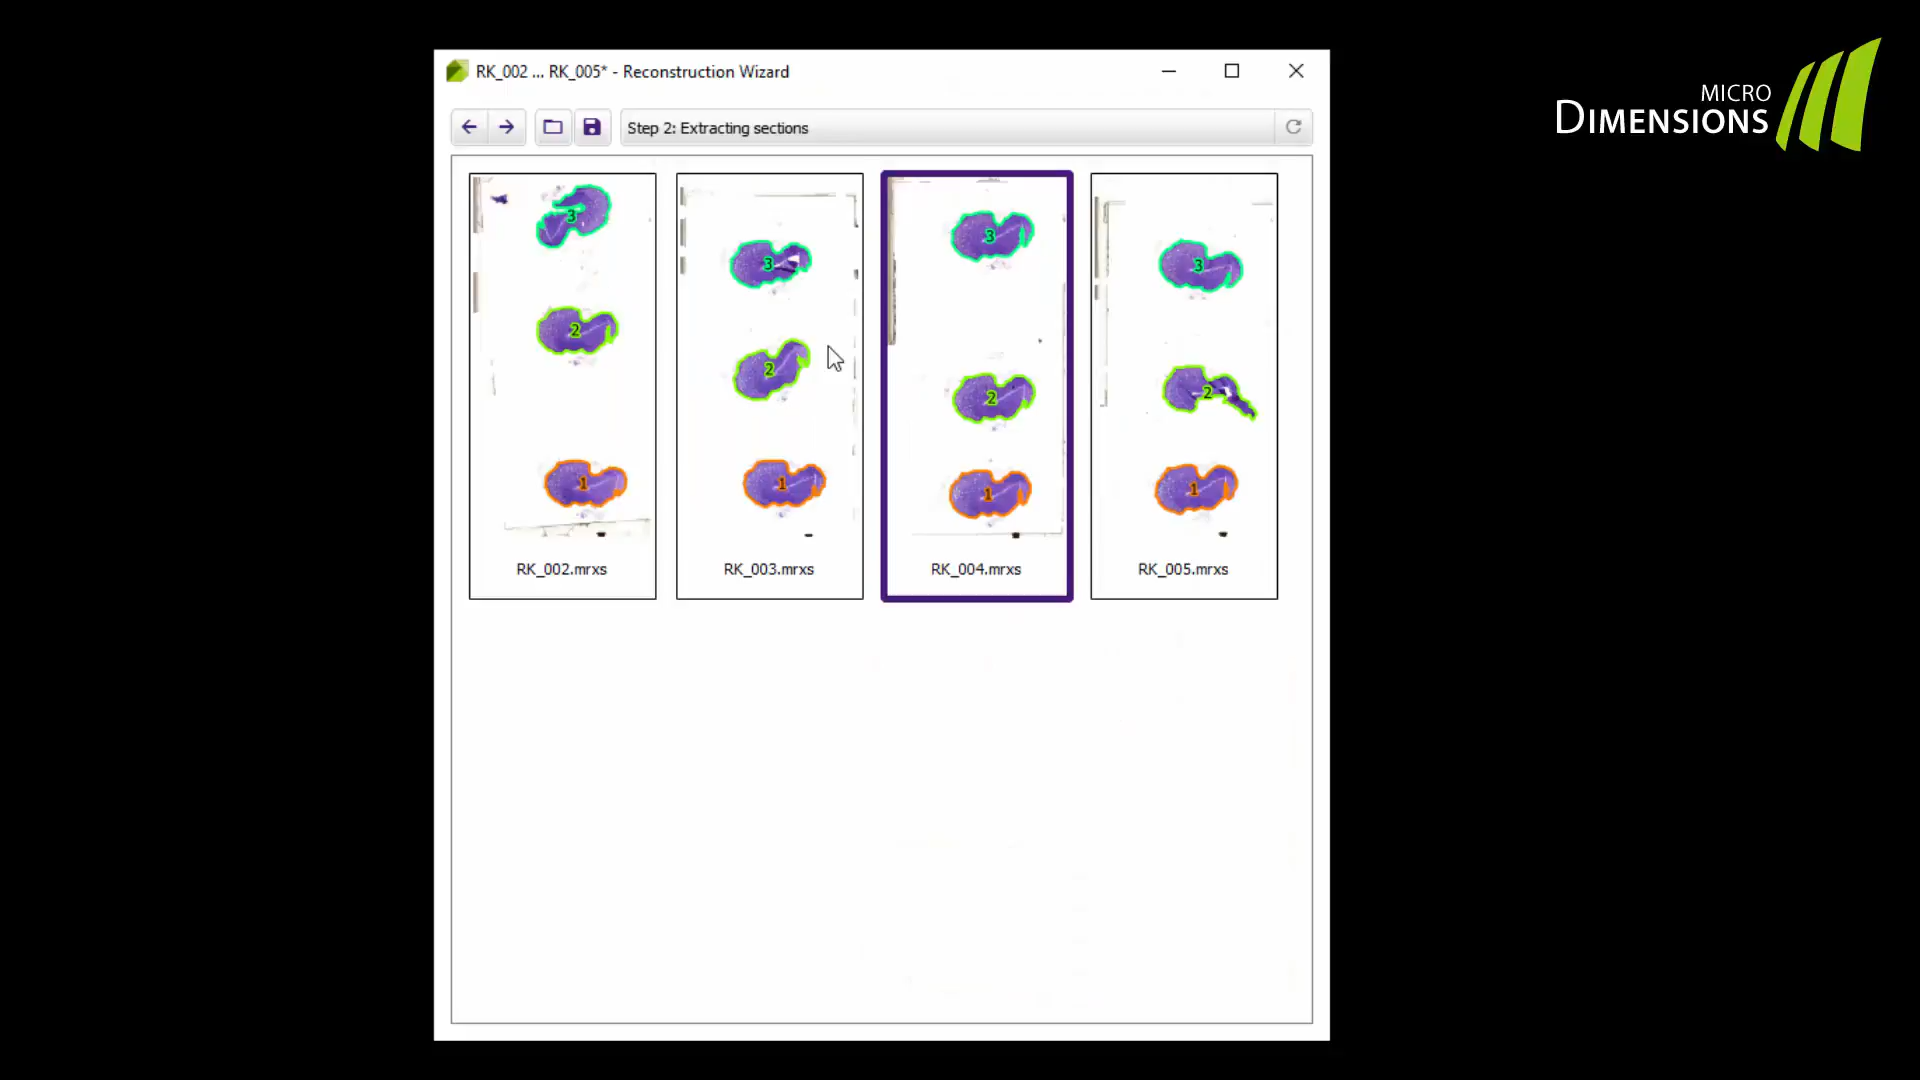 RK_002 ... RK_005* - Reconstruction Wizard
MICRO
DIMENSIONS
Step 2: Extracting sections
3
2
1
RK_002.mrxs
3
2
1
RK_003.mrxs
3
2
1
RK_004.mrxs
3
2
1
RK_005.mrxs